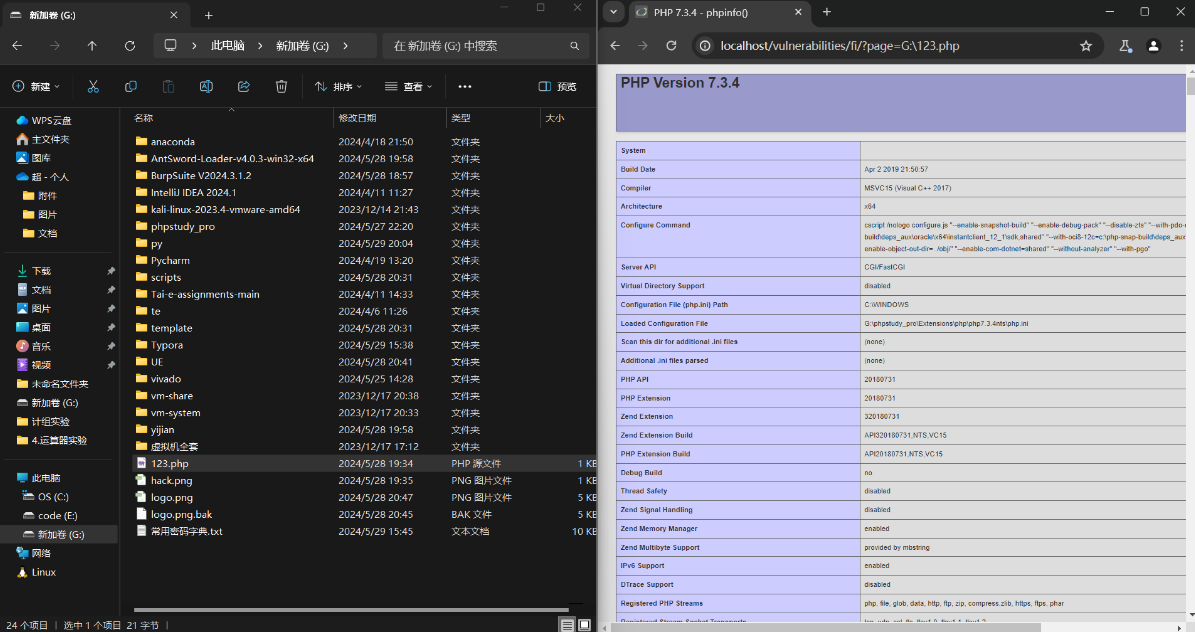 新加卷 (G:)
此电脑 > 新加卷 (G:) >
在 新加卷 (G:) 中搜索
新建
排序
查看
预览
WPS云盘
主文件夹
图库
超 - 个人
附件
图片
文档
下载
文档
图片
桌面
音乐
视频
未命名文件夹
新加卷 (G:)
计组实验
4.运算器实验
此电脑
OS (C:)
code (E:)
新加卷 (G:)
网络
Linux
名称 修改日期 类型 大小
anaconda 2024/4/18 21:50 文件夹
AntSword-Loader-v4.0.3-win32-x64 2024/5/28 19:58 文件夹
BurpSuite V2024.3.1.2 2024/5/28 18:57 文件夹
IntelliJ IDEA 2024.1 2024/4/11 11:27 文件夹
kali-linux-2023.4-vmware-amd64 2023/12/14 21:43 文件夹
phpstudy_pro 2024/5/27 22:20 文件夹
py 2024/5/29 20:04 文件夹
Pycharm 2024/4/19 13:20 文件夹
scripts 2024/5/28 20:31 文件夹
Tai-e-assignments-main 2024/4/11 14:33 文件夹
te 2024/4/6 11:26 文件夹
template 2024/5/28 20:31 文件夹
Typora 2024/5/29 15:38 文件夹
UE 2024/5/28 20:41 文件夹
vivado 2024/5/25 14:28 文件夹
vm-share 2023/12/17 20:38 文件夹
vm-system 2023/12/17 20:33 文件夹
yijian 2024/5/28 19:58 文件夹
虚拟机全套 2023/12/17 17:12 文件夹
123.php 2024/5/28 19:34 PHP 源文件 1 KB
hack.png 2024/5/28 19:35 PNG 图片文件 1 KB
logo.png 2024/5/28 20:47 PNG 图片文件 5 KB
logo.png.bak 2024/5/28 20:45 BAK 文件 5 KB
常用密码字典.txt 2024/5/29 15:45 文本文档 10 KB
24 个项目 | 选中 1 个项目 21 字节 |
PHP 7.3.4 - phpinfo()
localhost/vulnerabilities/fi/?page=G:\123.php
PHP Version 7.3.4
System
Build Date Apr 2 2019 21:50:57
Compiler MSVC15 (Visual C++ 2017)
Architecture x64
Configure Command cscript /nologo configure.js "--enable-snapshot-build" "--enable-debug-pack" "--disable-zts" "--with-pdo-
build\deps_aux\oracle\x64\instantclient_12_1\sdk,shared" "--with-oci8-12c=c:\php-snap-build\deps_aux\
enable-object-out-dir=../obj/" "--enable-com-dotnet=shared" "--without-analyzer" "--with-pgo"
Server API CGI/FastCGI
Virtual Directory Support disabled
Configuration File (php.ini) Path C:\WINDOWS
Loaded Configuration File G:\phpstudy_pro\Extensions\php\php7.3.4nts\php.ini
Scan this dir for additional .ini files (none)
Additional .ini files parsed (none)
PHP API 20180731
PHP Extension 20180731
Zend Extension 320180731
Zend Extension Build API320180731,NTS,VC15
PHP Extension Build API20180731,NTS,VC15
Debug Build no
Thread Safety disabled
Zend Signal Handling disabled
Zend Memory Manager enabled
Zend Multibyte Support provided by mbstring
IPv6 Support enabled
DTrace Support disabled
Registered PHP Streams php, file, glob, data, http, ftp, zip, compress.zlib, https, ftps, phar